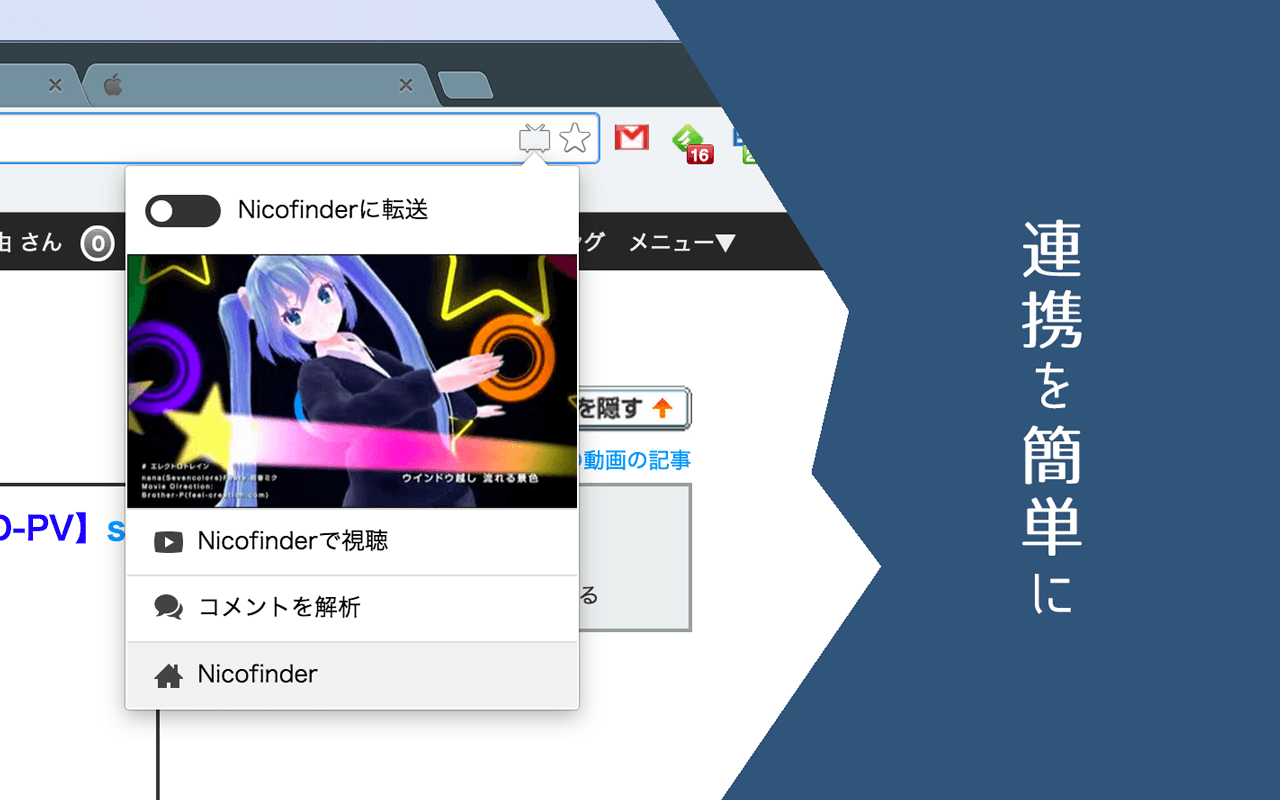 16
Nicofinderに転送
由 さん
0
ング
メニュー▼
# エレクトロトレイン
nana(Sevencolors)Feat. 初音ミク
Movie Direction:
Brother-P(feel-creation.com)
ウインドウ越し 流れる景色
を隠す
の動画の記事
D-PV】s
Nicofinderで視聴
コメントを解析
る
Nicofinder
連携を簡単に